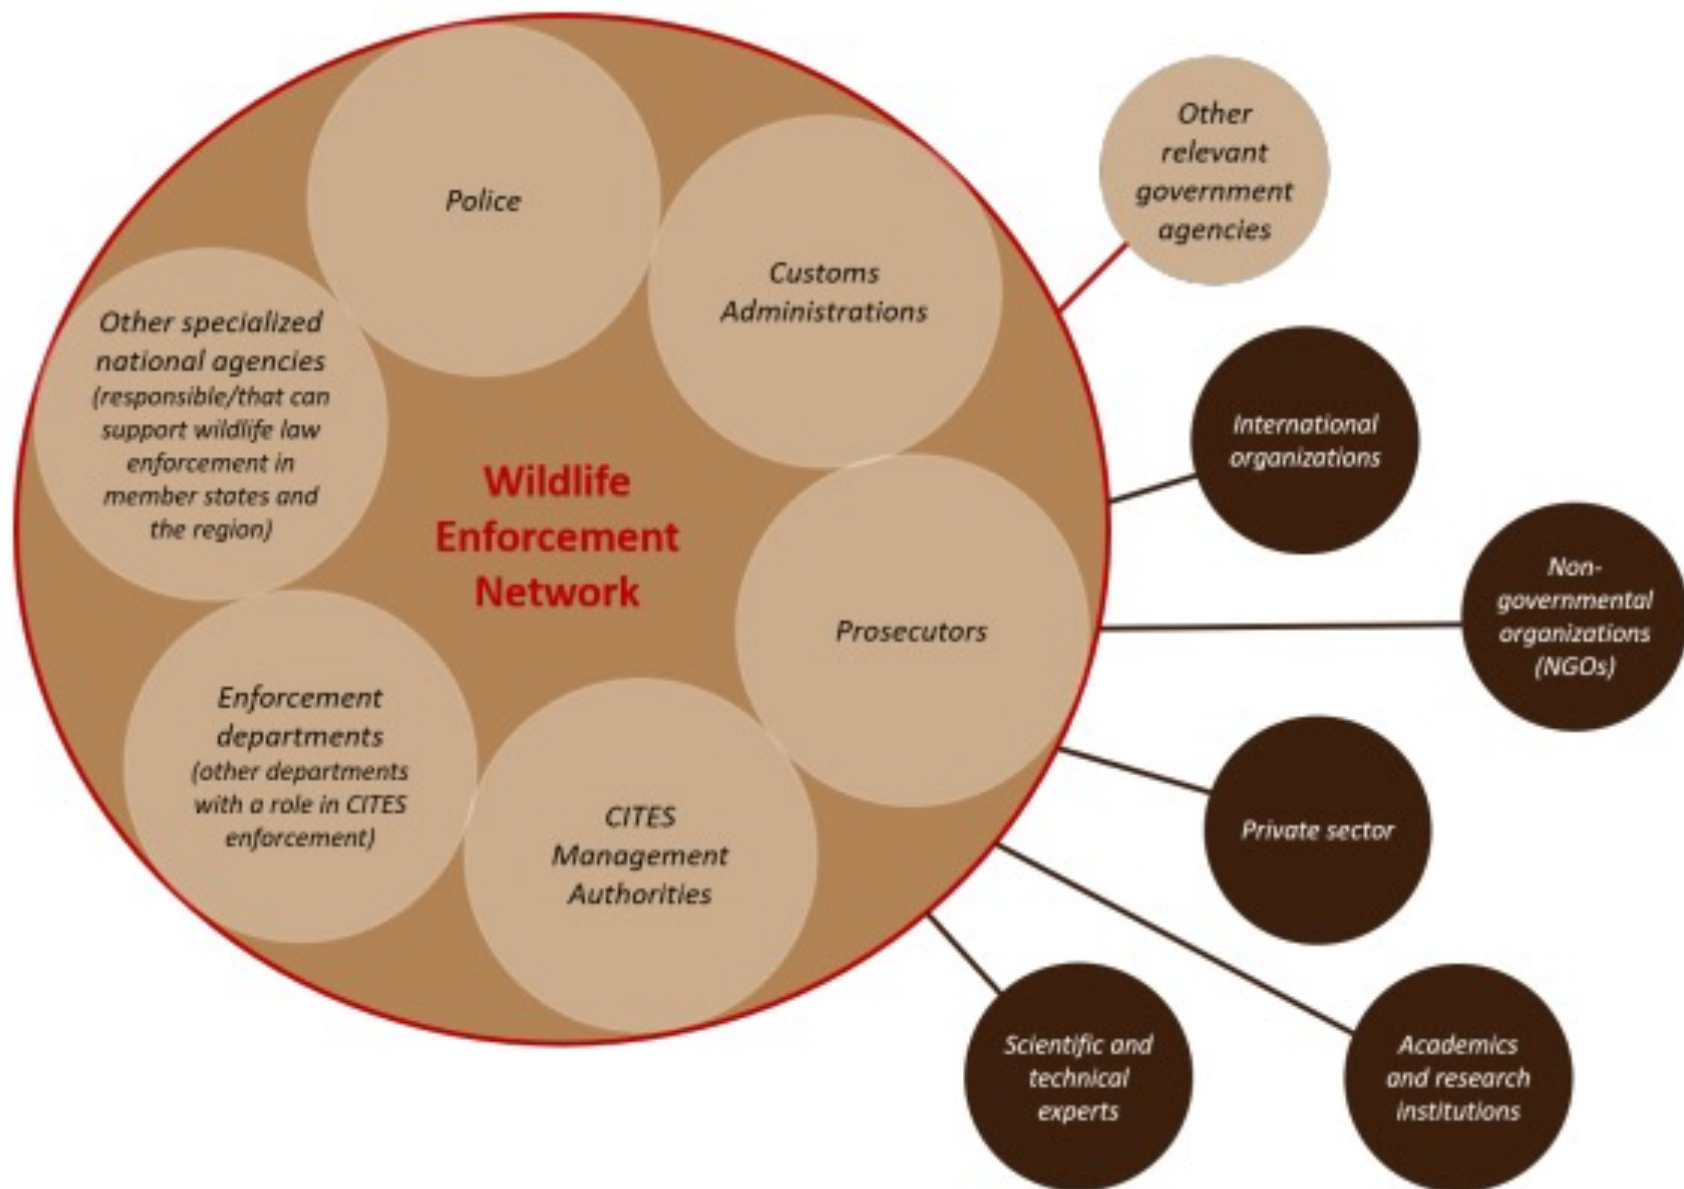 Police
Customs
Administrations
Other specialized
national agencies
(responsible/that can
support wildlife law
enforcement in
member states and
the region)
Wildlife
Enforcement
Network
Prosecutors
Enforcement
departments
(other departments
with a role in CITES
enforcement)
CITES
Management
Authorities
Other
relevant
government
agencies
International
organizations
Non-
governmental
organizations
(NGOs)
Private sector
Academics
and research
institutions
Scientific and
technical
experts